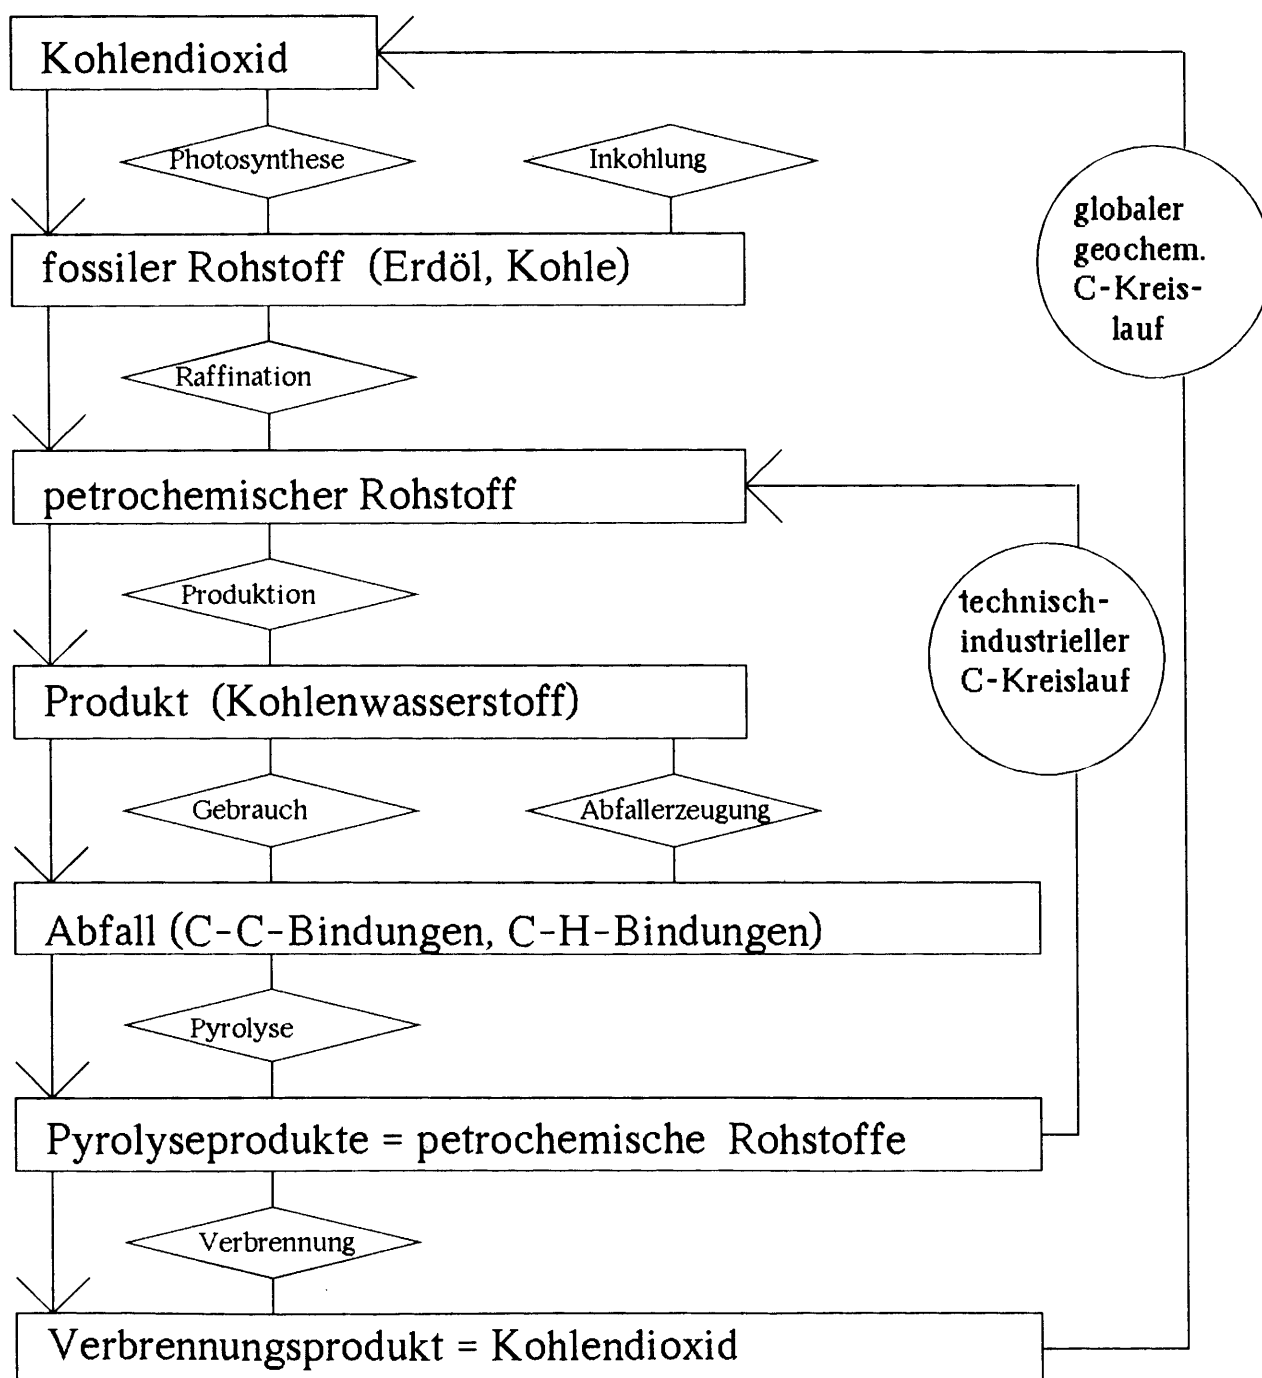 Kohlendioxid
Photosynthese
Inkohlung
globaler
geochem.
C-Kreis-
lauf
fossiler Rohstoff (Erdöl, Kohle)
Raffination
petrochemischer Rohstoff
Produktion
technisch-
industrieller
C-Kreislauf
Produkt (Kohlenwasserstoff)
Gebrauch
Abfallerzeugung
Abfall (C-C-Bindungen, C-H-Bindungen)
Pyrolyse
Pyrolyseprodukte = petrochemische Rohstoffe
Verbrennung
Verbrennungsprodukt = Kohlendioxid